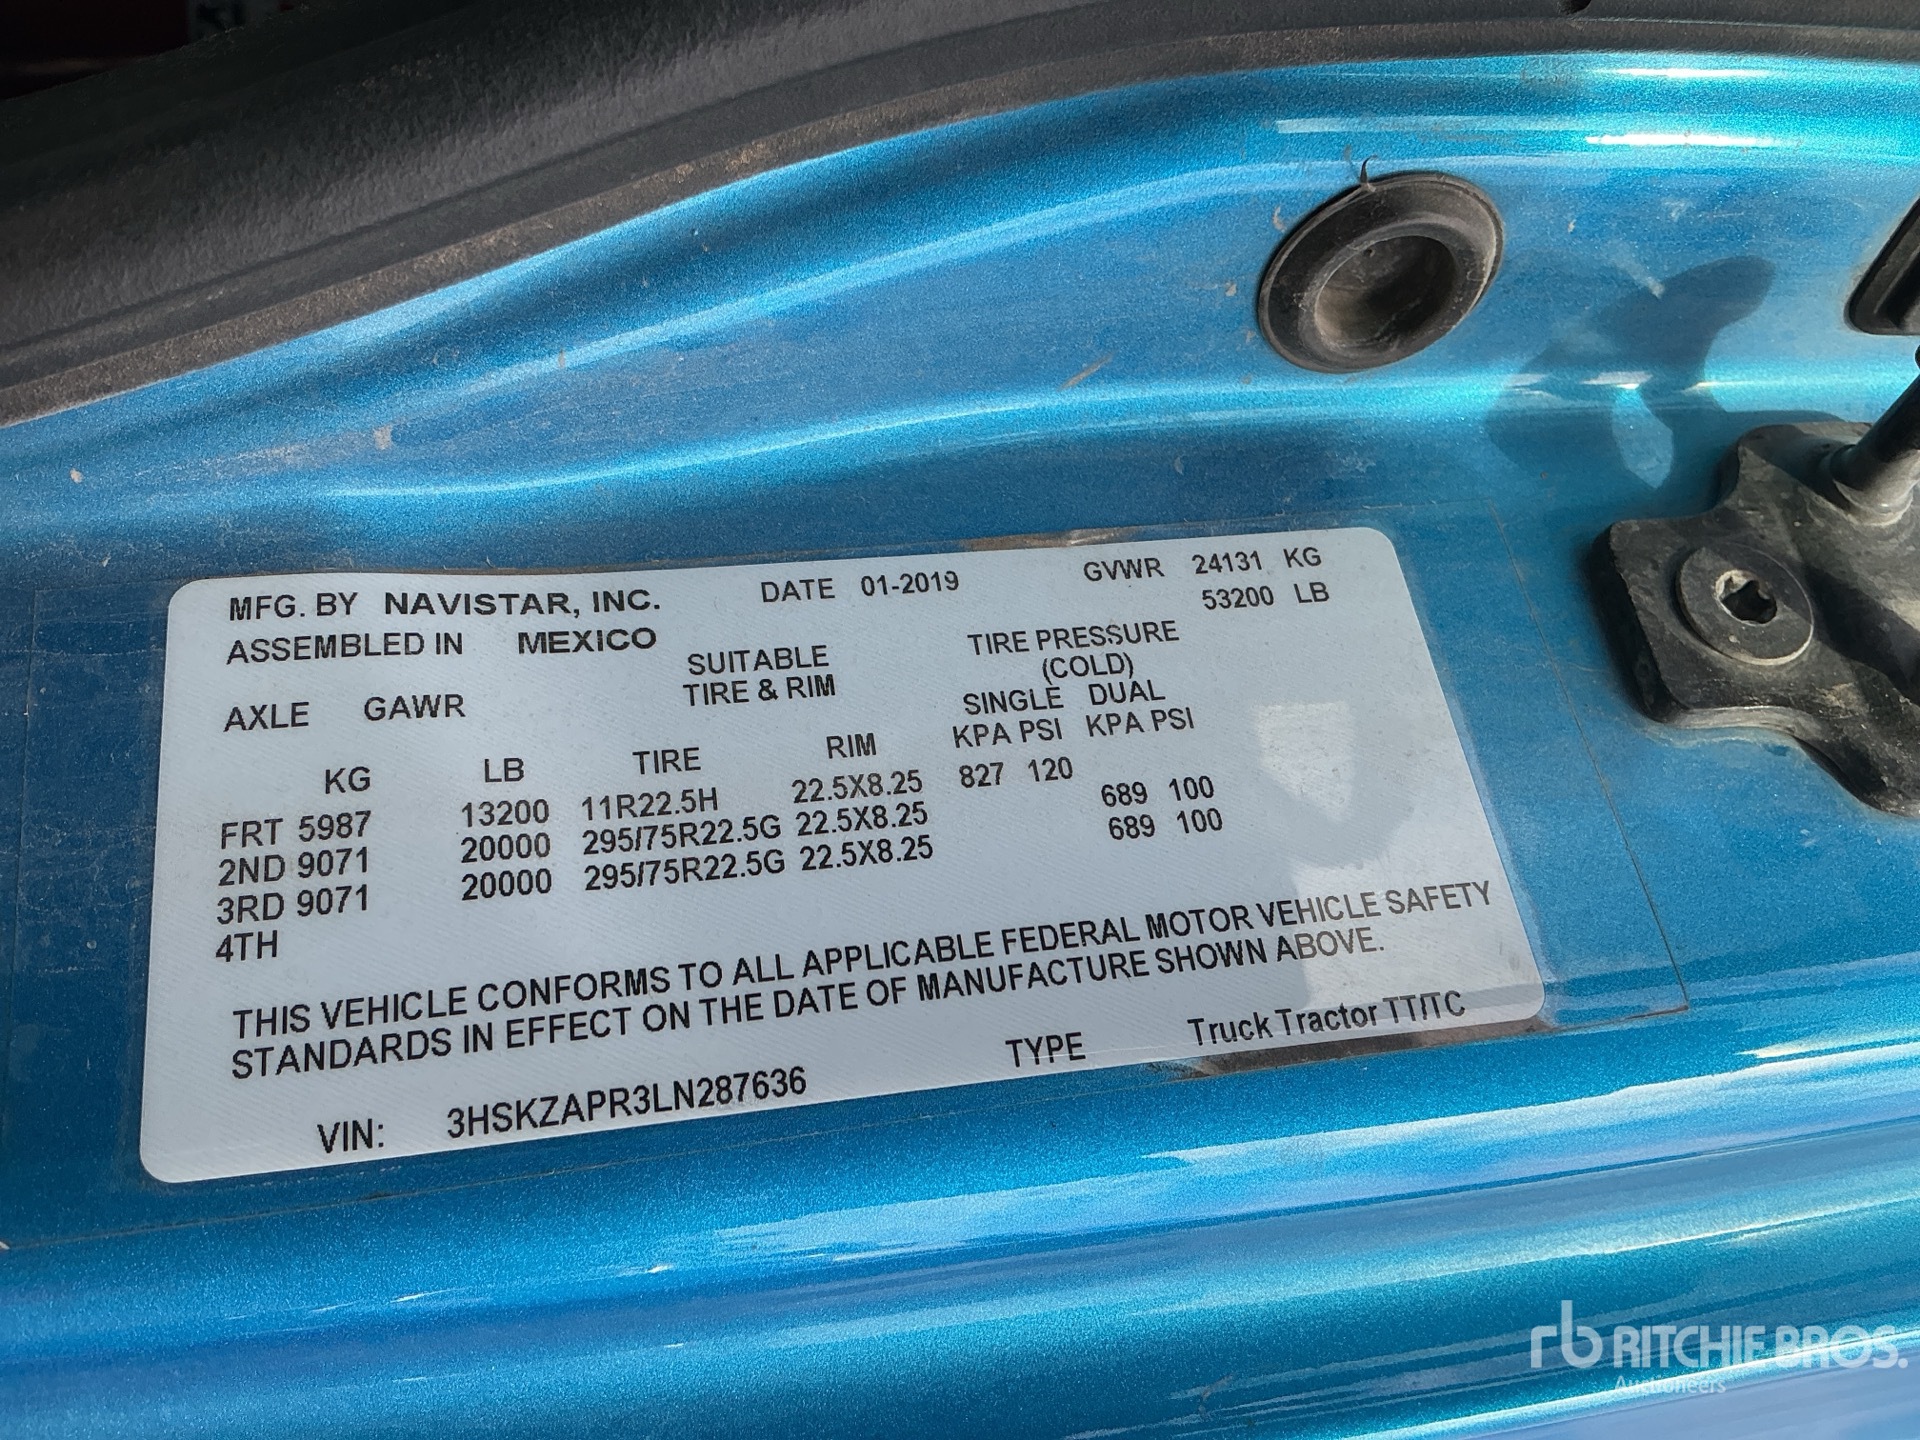 MFG. BY NAVISTAR, INC. DATE 01-2019 GVWR 24131 KG
53200 LB
ASSEMBLED IN MEXICO
SUITABLE TIRE PRESSURE
TIRE & RIM (COLD)
AXLE GAWR SINGLE DUAL
KPA PSI KPA PSI
KG LB TIRE RIM
FRT 5987 13200 11R22.5H 22.5X8.25 827 120
2ND 9071 20000 295/75R22.5G 22.5X8.25 689 100
3RD 9071 20000 295/75R22.5G 22.5X8.25 689 100
4TH
THIS VEHICLE CONFORMS TO ALL APPLICABLE FEDERAL MOTOR VEHICLE SAFETY
STANDARDS IN EFFECT ON THE DATE OF MANUFACTURE SHOWN ABOVE.
VIN: 3HSKZAPR3LN287636 TYPE Truck Tractor TT/TC
rb RITCHIE BROS.
Auctioneers